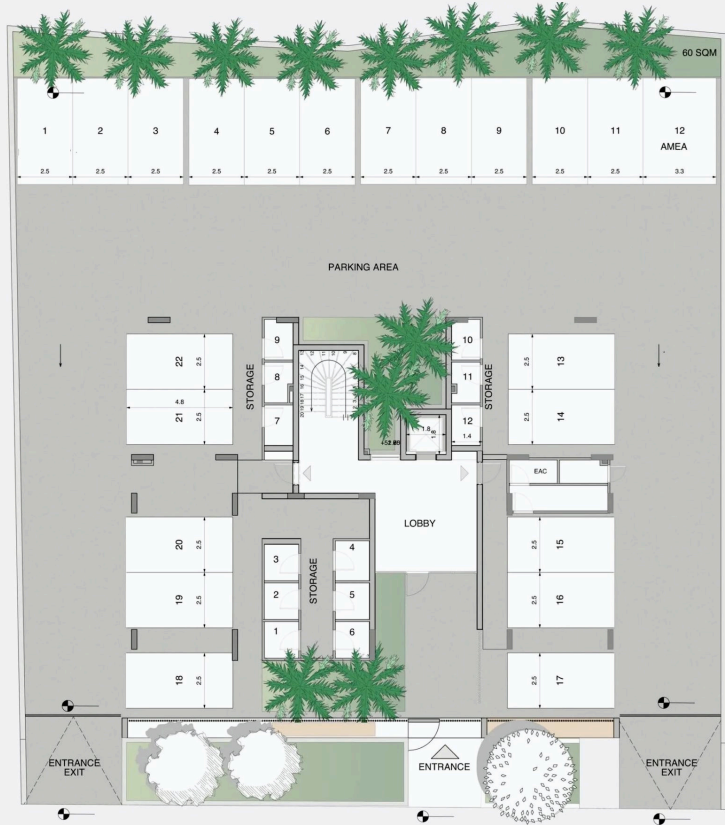 60 SQM
1 2 3 4 5 6 7 8 9 10 11 12
AMEA
2.5 2.5 2.5 2.5 2.5 2.5 2.5 2.5 2.5 2.5 2.5 3.3
PARKING AREA
9 10
22 2.5 2.5 13
8 11
STORAGE STORAGE
4.8
21 2.5 7 12 2.5 14
1.8
1.4
EAC
LOBBY
20 2.5 2.5 15
3 4
STORAGE
19 2.5 2 5 2.5 16
1 6
18 2.5 2.5 17
ENTRANCE
EXIT
ENTRANCE
ENTRANCE
EXIT